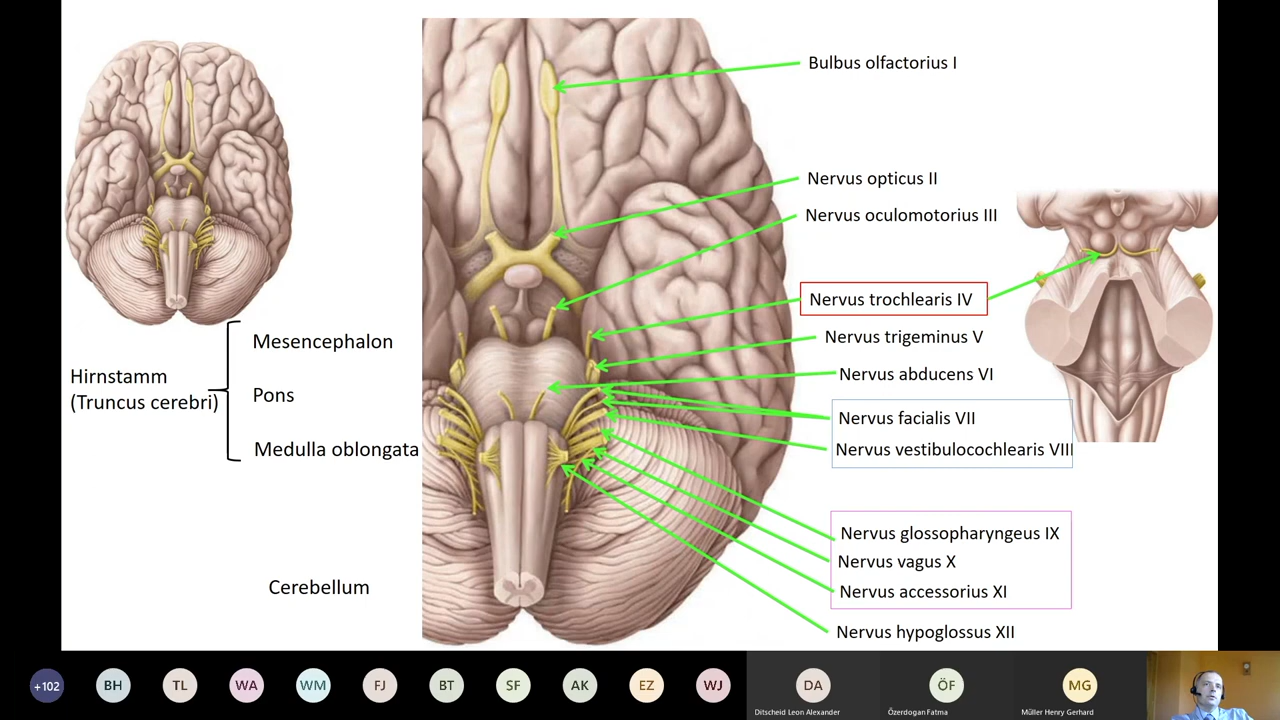 Bulbus olfactorius I
Nervus opticus II
Nervus oculomotorius III
Nervus trochlearis IV
Nervus trigeminus V
Nervus abducens VI
Nervus facialis VII
Nervus vestibulocochlearis VIII
Nervus glossopharyngeus IX
Nervus vagus X
Nervus accessorius XI
Nervus hypoglossus XII
Hirnstamm
(Truncus cerebri)
Mesencephalon
Pons
Medulla oblongata
Cerebellum
+102
BH
TL
WA
WM
FJ
BT
SF
AK
EZ
WJ
DA
ÖF
MG
Ditscheid Leon Alexander
Özerdogan Fatma
Müller Henry Gerhard